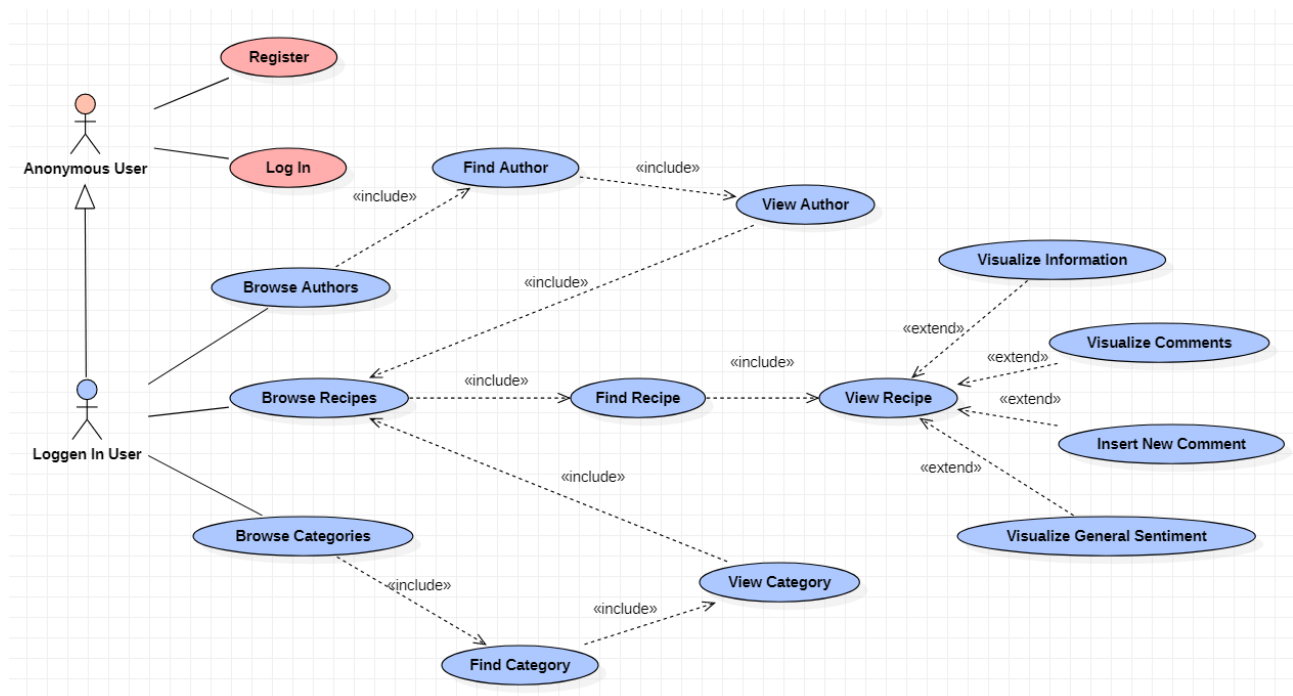 Register
Anonymous User
Log In
Find Author
«include»
«include»
View Author
Visualize Information
Browse Authors
«include»
«extend»
Visualize Comments
«extend»
Browse Recipes
«include»
Find Recipe
«include»
View Recipe
«extend»
Insert New Comment
Loggen In User
«extend»
«include»
Browse Categories
Visualize General Sentiment
View Category
«include»
«include»
Find Category